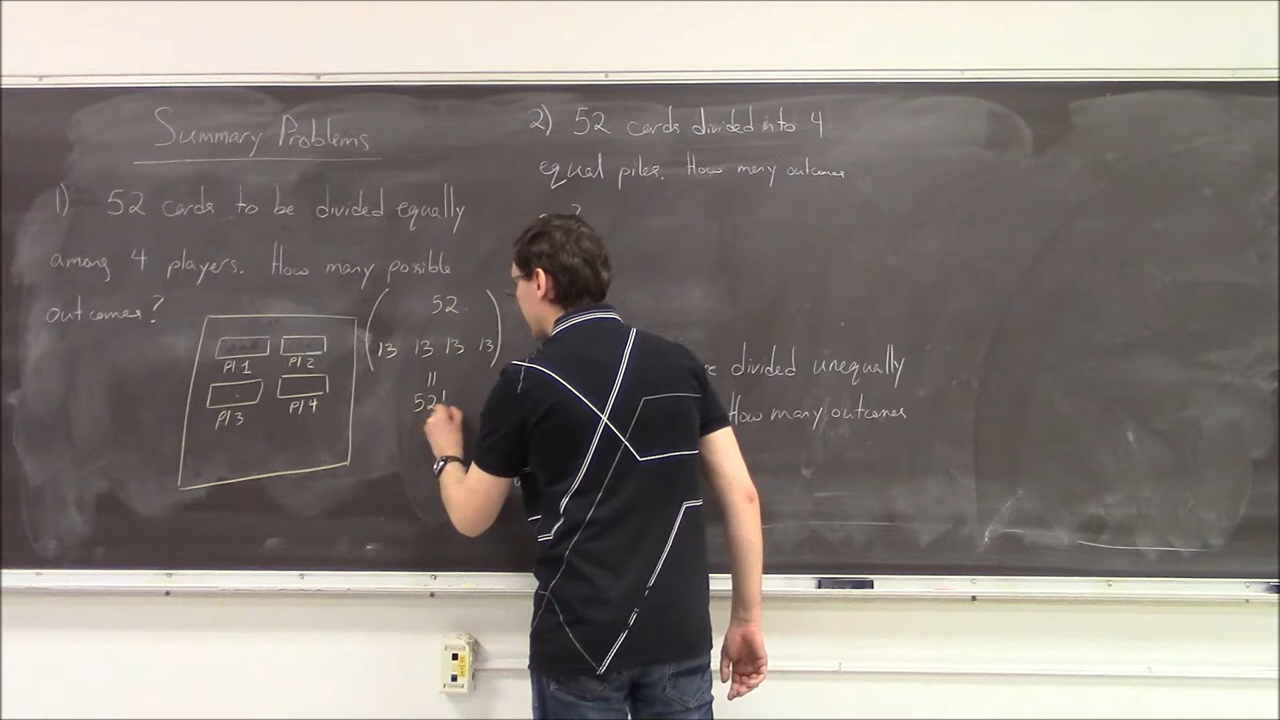 Summary Problems
1) 52 cards to be divided equally
among 4 players. How many possible
outcomes?
Pl 1 Pl 2
Pl 3 Pl 4
52
13 13 13 13
=
52!
2) 52 cards divided into 4
equal piles. How many outcomes
?
divided unequally
How many outcomes